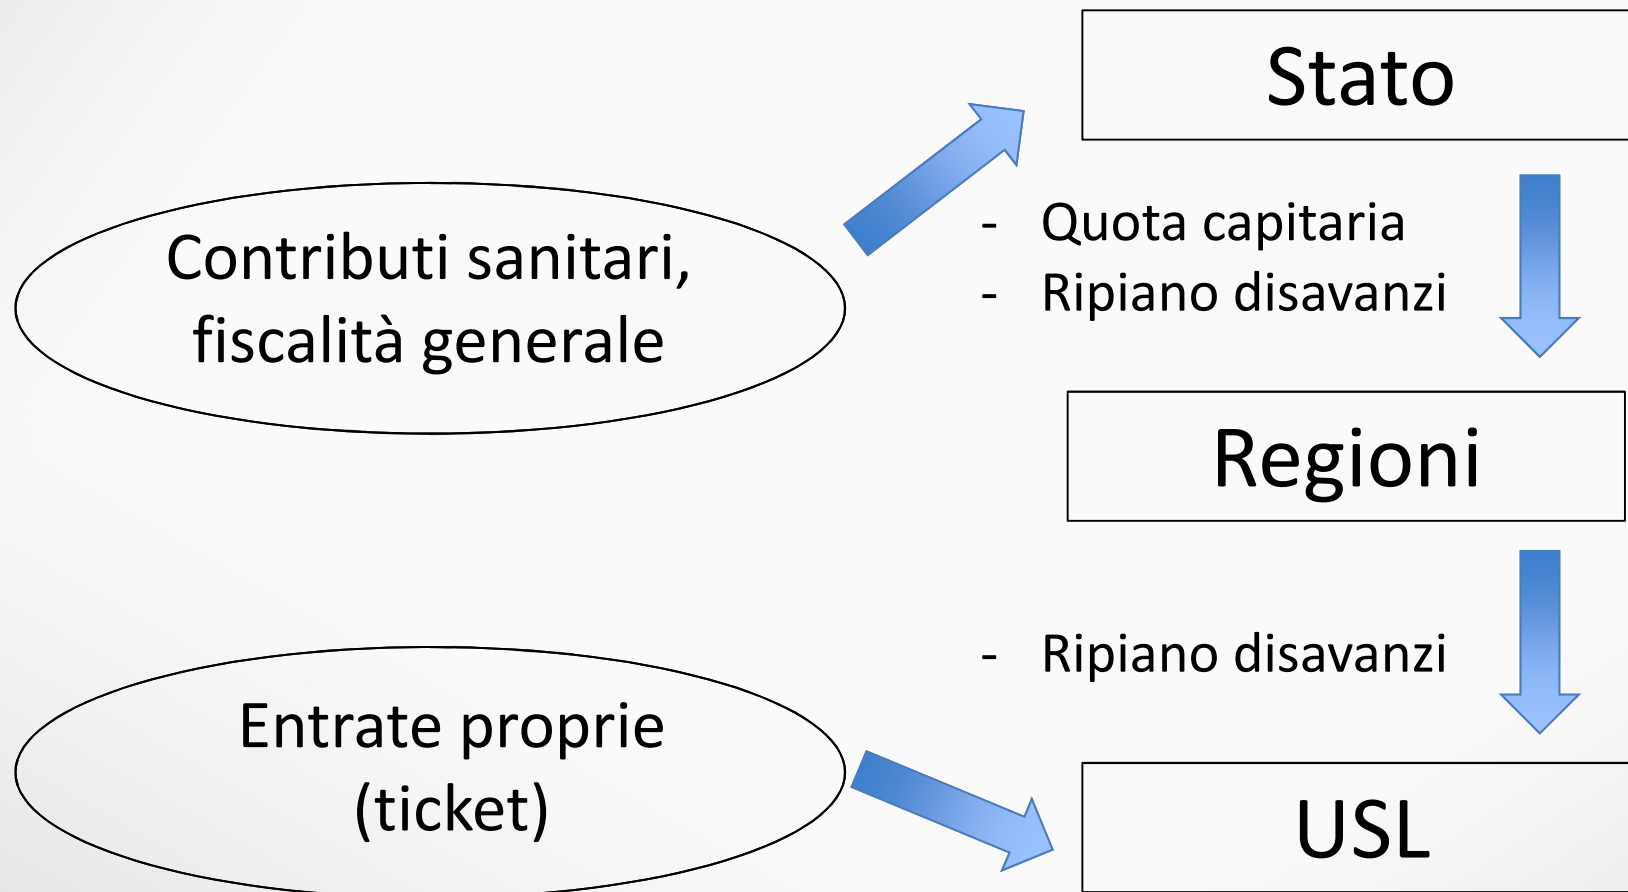 Stato
Contributi sanitari,
fiscalità generale
- Quota capitaria
- Ripiano disavanzi
Regioni
- Ripiano disavanzi
Entrate proprie
(ticket)
USL